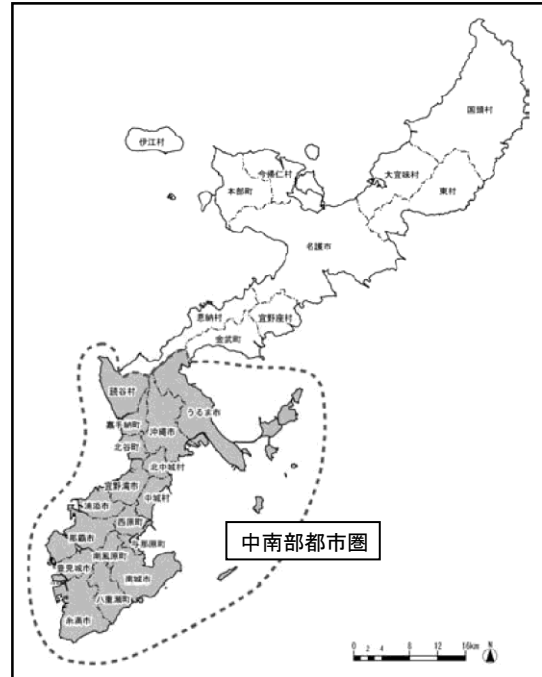 国頭村
伊江村
今帰仁村
大宜味村
本部町
東村
名護市
恩納村
宜野座村
金武町
読谷村
うるま市
嘉手納町
沖縄市
北谷町
北中城村
宜野湾市
中城村
浦添市
西原町
那覇市
与那原町
中南部都市圏
南風原町
豊見城市
南城市
八重瀬町
糸満市
0 2 4 8 12 16km N